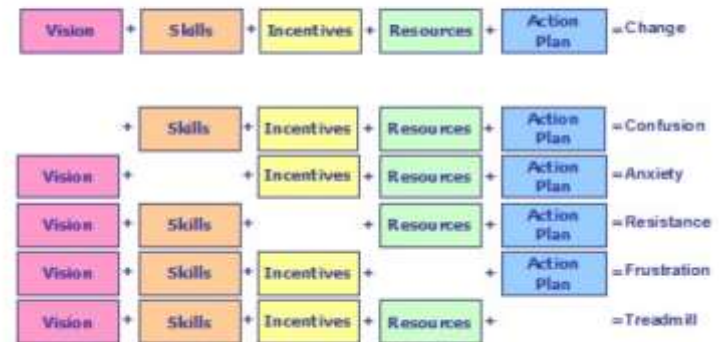 Vision + Skills + Incentives + Resources + Action Plan =Change
+ Skills + Incentives + Resources + Action Plan =Confusion
Vision + + Incentives + Resources + Action Plan =Anxiety
Vision + Skills + + Resources + Action Plan =Resistance
Vision + Skills + Incentives + + Action Plan =Frustration
Vision + Skills + Incentives + Resources + =Treadmill